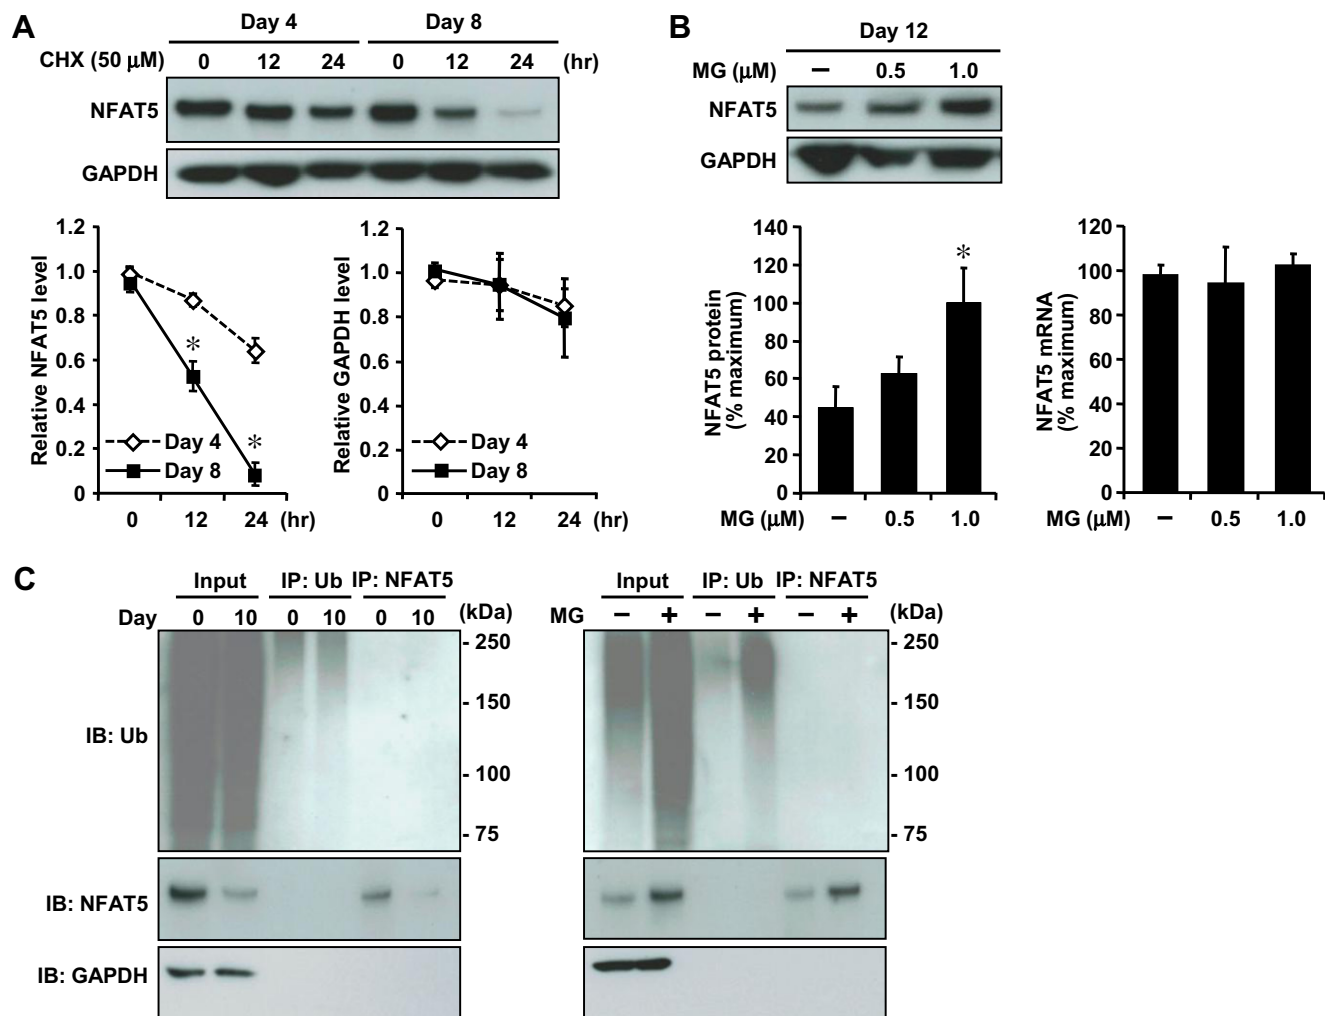 A
Day 4 Day 8
CHX (50 μM) 0 12 24 0 12 24 (hr)
NFAT5
GAPDH
Relative NFAT5 level
1.2
1.0
0.8
0.6
0.4
0.2
0
* *
Day 4
Day 8
0 12 24 (hr)
Relative GAPDH level
1.2
1.0
0.8
0.6
0.4
0.2
0
Day 4
Day 8
0 12 24 (hr)
B
Day 12
MG (μM) – 0.5 1.0
NFAT5
GAPDH
NFAT5 protein
(% maximum)
140
120
100
80
60
40
20
0
*
MG (μM) – 0.5 1.0
NFAT5 mRNA
(% maximum)
120
100
80
60
40
20
0
MG (μM) – 0.5 1.0
C
Input IP: Ub IP: NFAT5
Day 0 10 0 10 0 10 (kDa)
- 250
- 150
- 100
- 75
IB: Ub
IB: NFAT5
IB: GAPDH
Input IP: Ub IP: NFAT5
MG – + – + – + (kDa)
- 250
- 150
- 100
- 75